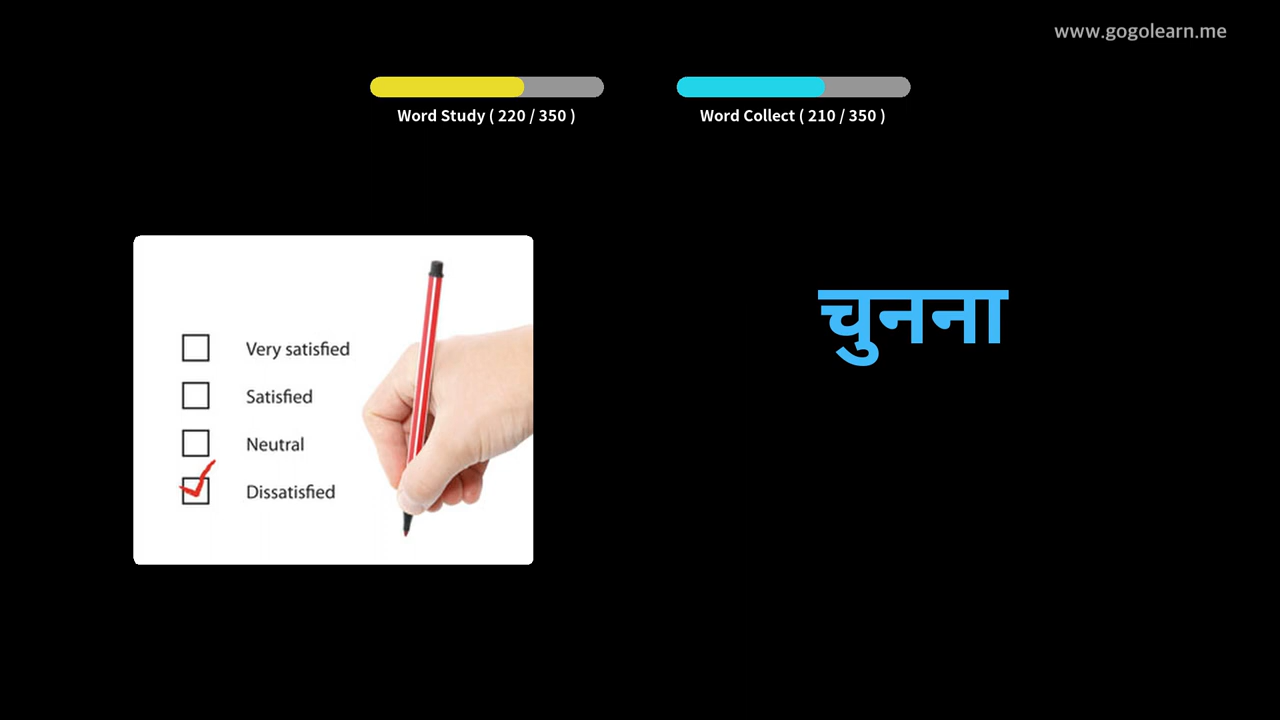 www.gogolearn.me
Word Study ( 220 / 350 )
Word Collect ( 210 / 350 )
Very satisfied
Satisfied
Neutral
Dissatisfied
चुनना